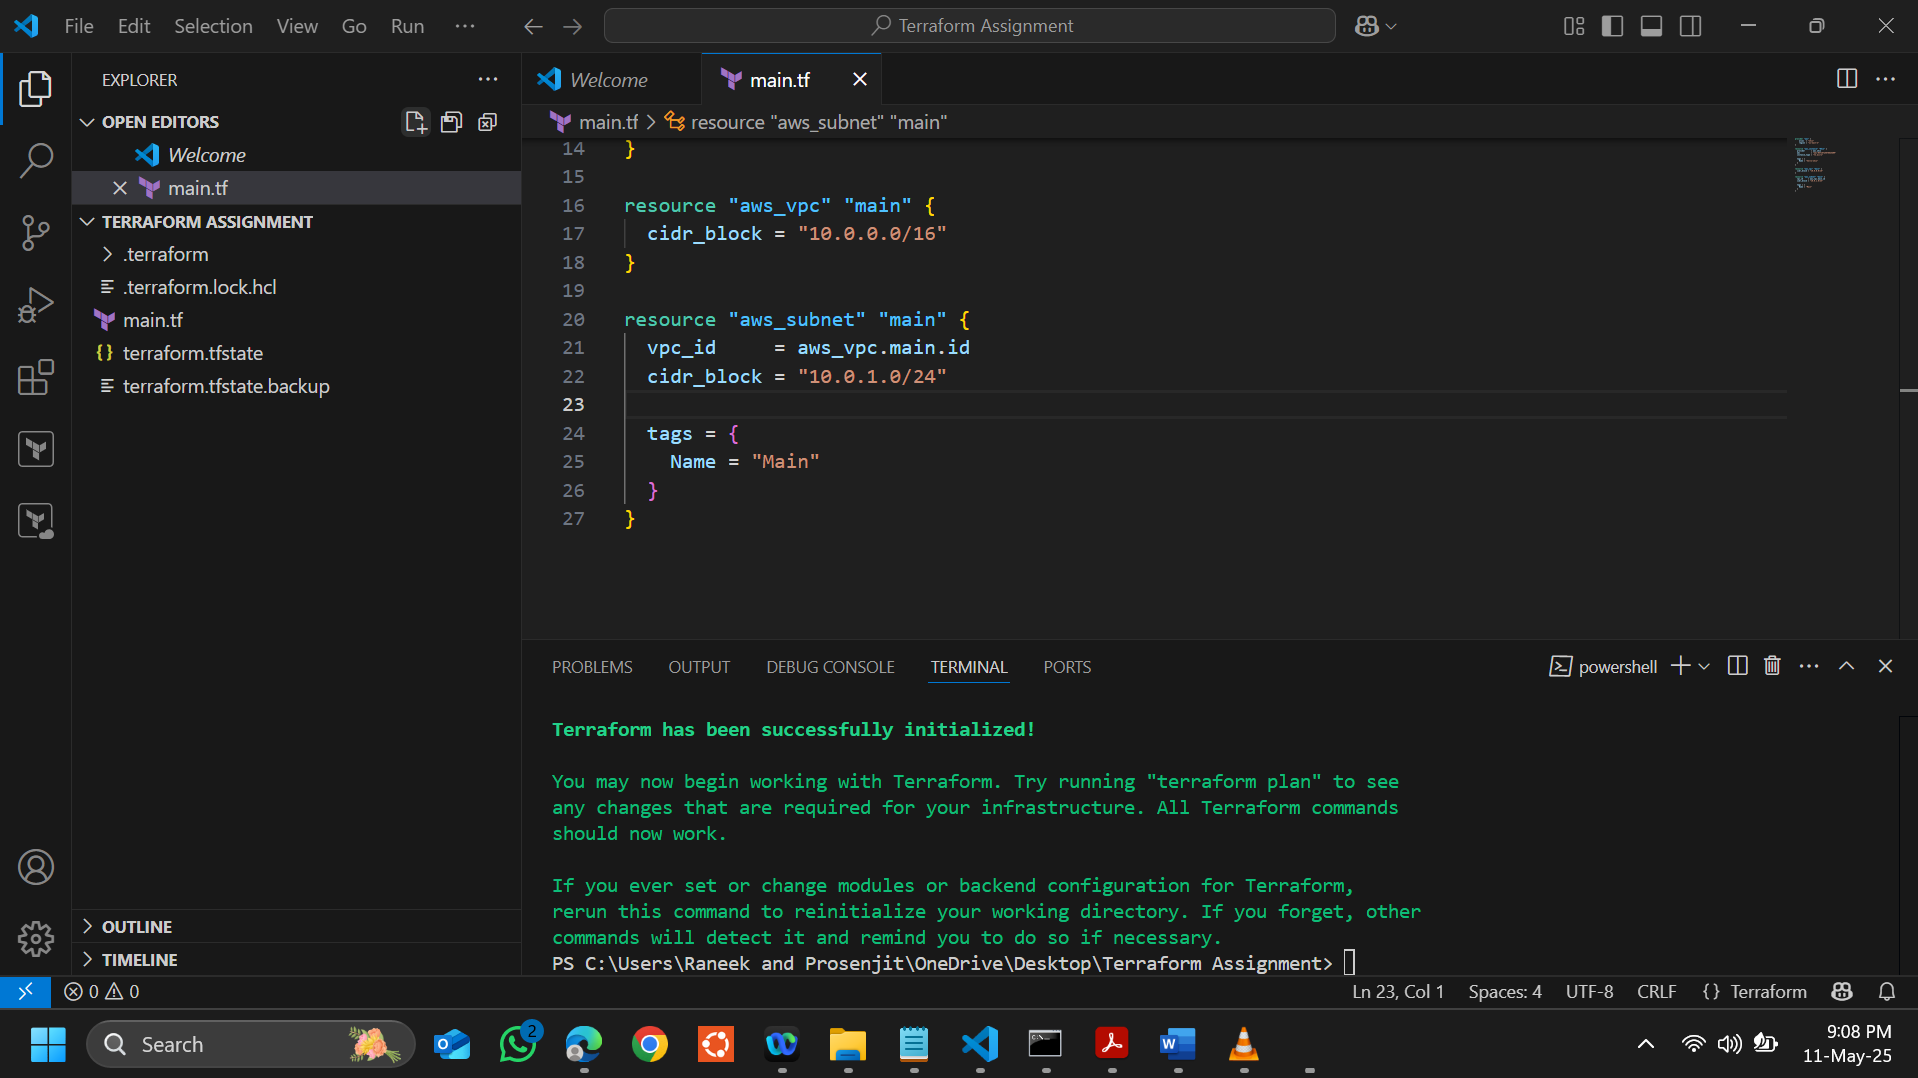 File Edit Selection View Go Run ···
Terraform Assignment
EXPLORER
OPEN EDITORS
Welcome
main.tf
TERRAFORM ASSIGNMENT
.terraform
.terraform.lock.hcl
main.tf
terraform.tfstate
terraform.tfstate.backup
OUTLINE
TIMELINE
Welcome
main.tf
main.tf > resource "aws_subnet" "main"
14 }
15
16 resource "aws_vpc" "main" {
17 cidr_block = "10.0.0.0/16"
18 }
19
20 resource "aws_subnet" "main" {
21 vpc_id     = aws_vpc.main.id
22 cidr_block = "10.0.1.0/24"
23
24 tags = {
25 Name = "Main"
26 }
27 }
PROBLEMS OUTPUT DEBUG CONSOLE TERMINAL PORTS
powershell
Terraform has been successfully initialized!
You may now begin working with Terraform. Try running "terraform plan" to see
any changes that are required for your infrastructure. All Terraform commands
should now work.
If you ever set or change modules or backend configuration for Terraform,
rerun this command to reinitialize your working directory. If you forget, other
commands will detect it and remind you to do so if necessary.
PS C:\Users\Raneek and Prosenjit\OneDrive\Desktop\Terraform Assignment>
0 0
Ln 23, Col 1 Spaces: 4 UTF-8 CRLF {} Terraform
Search
2
9:08 PM
11-May-25